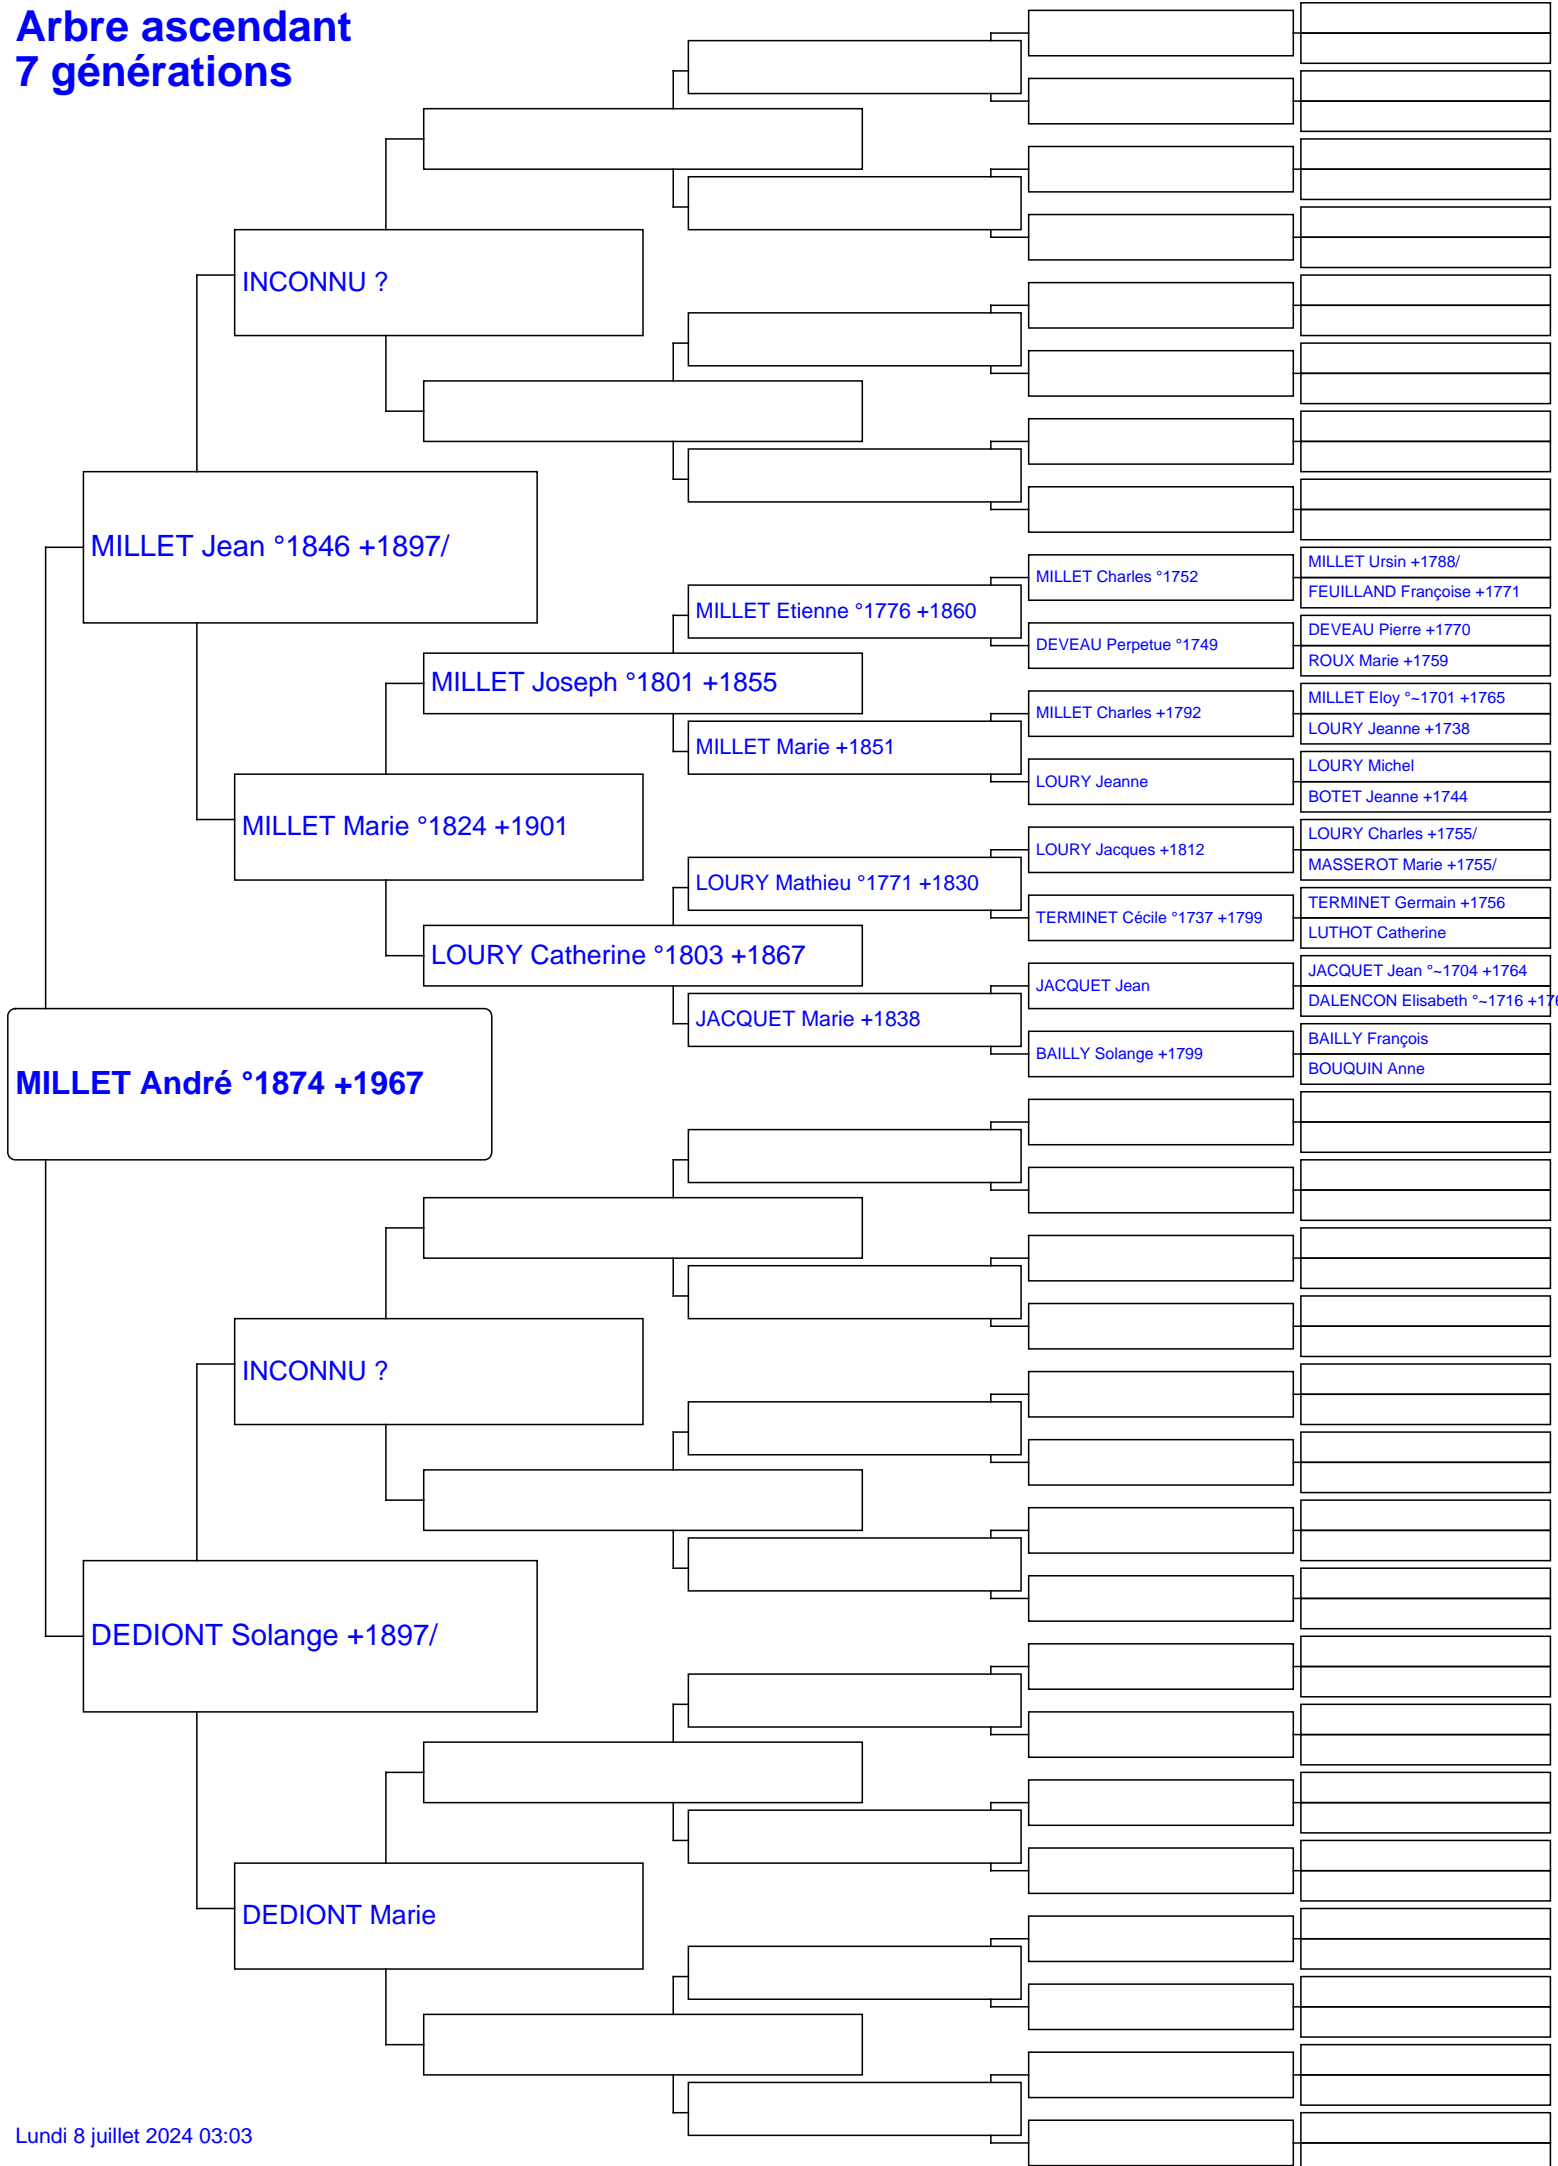 Arbre ascendant
7 générations
INCONNU ?
MILLET Jean °1846 +1897/
MILLET Ursin +1788/
MILLET Charles °1752
FEUILLAND Françoise +1771
MILLET Etienne °1776 +1860
DEVEAU Pierre +1770
DEVEAU Perpetue °1749
ROUX Marie +1759
MILLET Joseph °1801 +1855
MILLET Eloy °~1701 +1765
MILLET Charles +1792
LOURY Jeanne +1738
MILLET Marie +1851
LOURY Michel
LOURY Jeanne
BOTET Jeanne +1744
MILLET Marie °1824 +1901
LOURY Charles +1755/
LOURY Jacques +1812
MASSEROT Marie +1755/
LOURY Mathieu °1771 +1830
TERMINET Germain +1756
TERMINET Cécile °1737 +1799
LUTHOT Catherine
LOURY Catherine °1803 +1867
JACQUET Jean °~1704 +1764
JACQUET Jean
DALENCON Elisabeth °~1716
JACQUET Marie +1838
BAILLY François
BAILLY Solange +1799
BOUQUIN Anne
MILLET André °1874 +1967
INCONNU ?
DEDIONT Solange +1897/
DEDIONT Marie
Lundi 8 juillet 2024 03:03